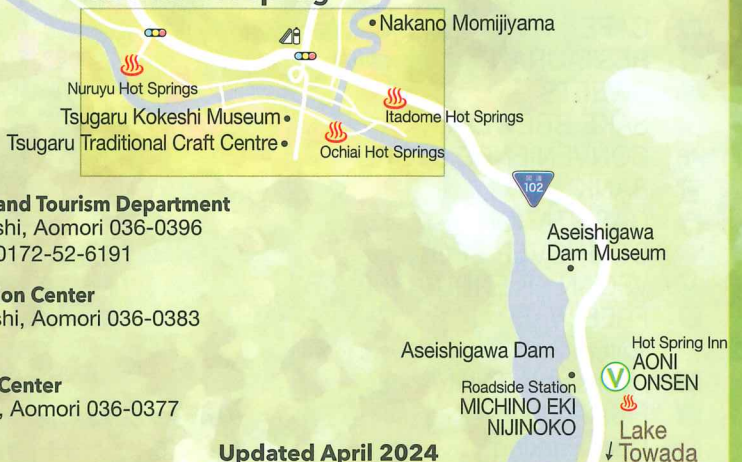 Nakano Momijiyama
Nuruyu Hot Springs
Tsugaru Kokeshi Museum
Itadome Hot Springs
Tsugaru Traditional Craft Centre
Ochiai Hot Springs
102
and Tourism Department
shi, Aomori 036-0396
0172-52-6191
Aseishigawa
Dam Museum
on Center
shi, Aomori 036-0383
Aseishigawa Dam
Hot Spring Inn
V AONI
ONSEN
Roadside Station
MICHINO EKI
NIJINOKO
Center
, Aomori 036-0377
Lake
↓ Towada
Updated April 2024